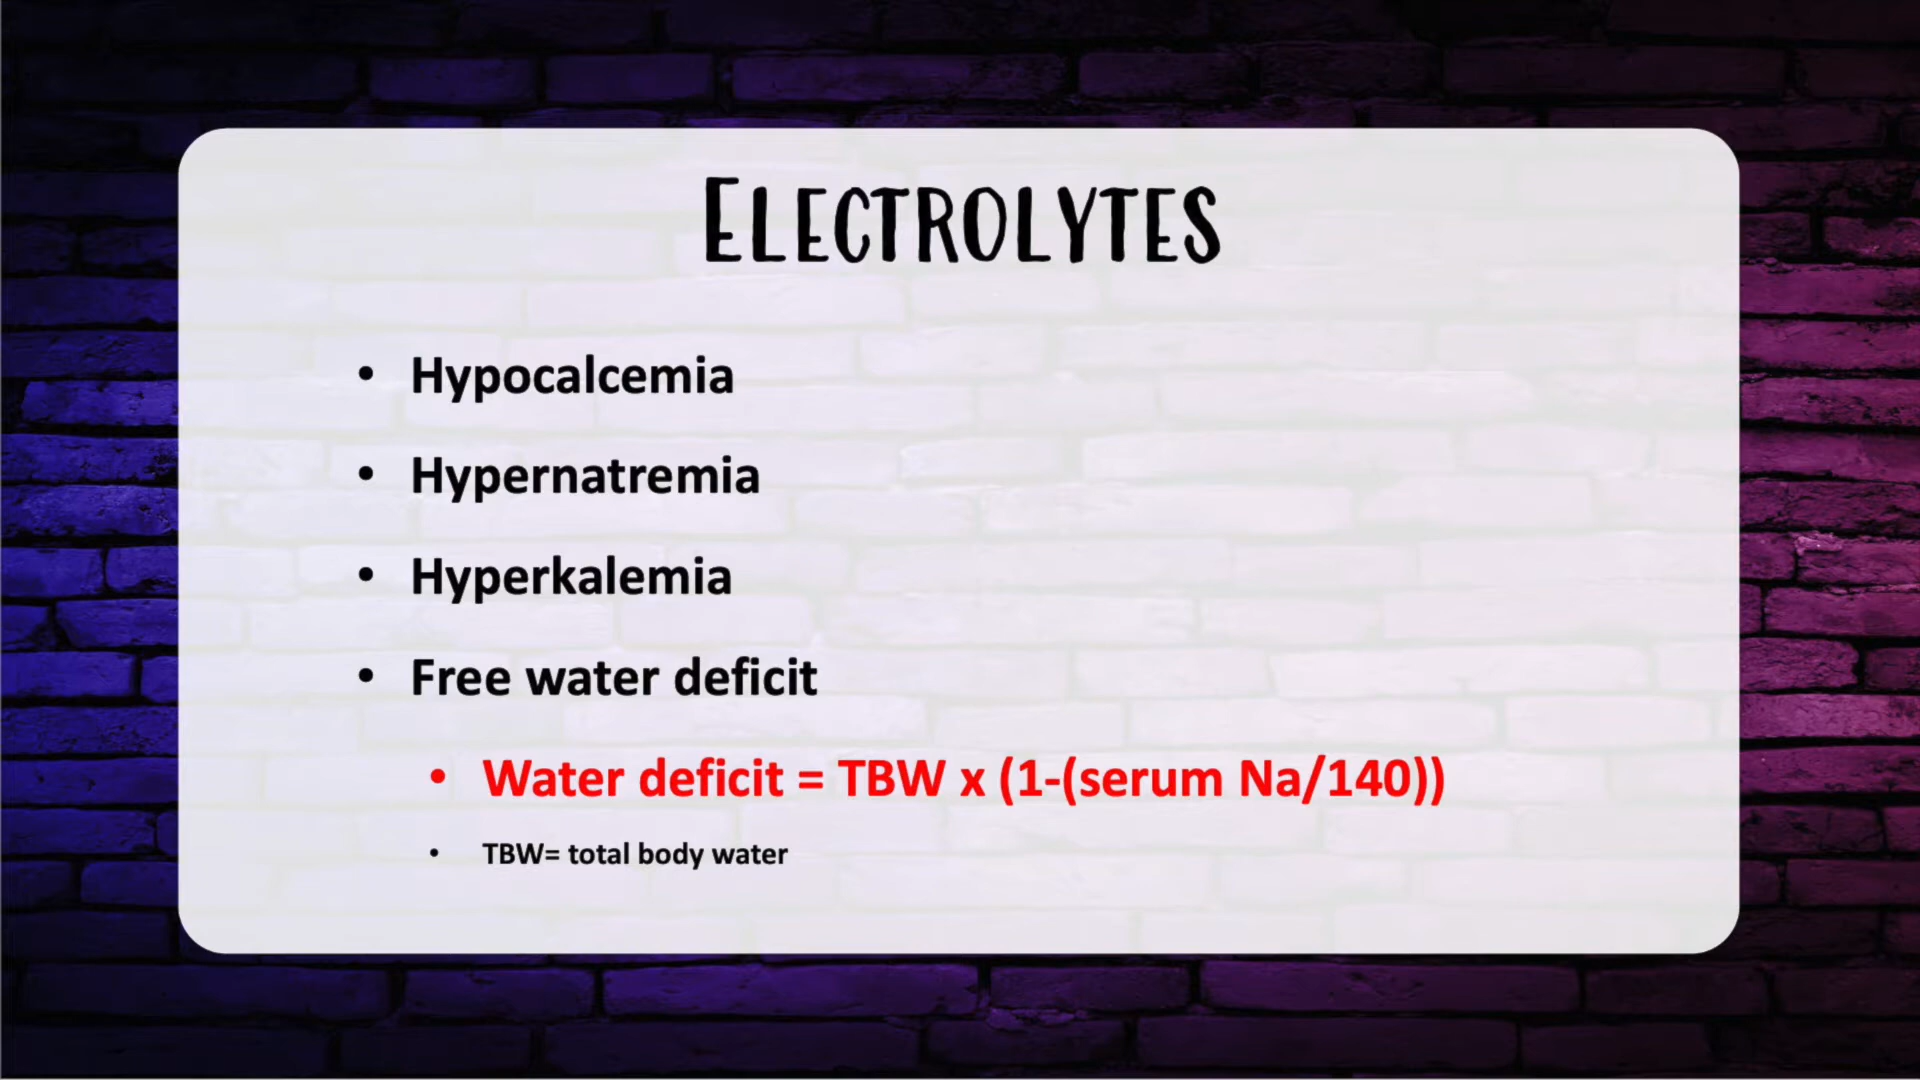 ELECTROLYTES
• Hypocalcemia
• Hypernatremia
• Hyperkalemia
• Free water deficit
• Water deficit = TBW x (1-(serum Na/140))
• TBW= total body water